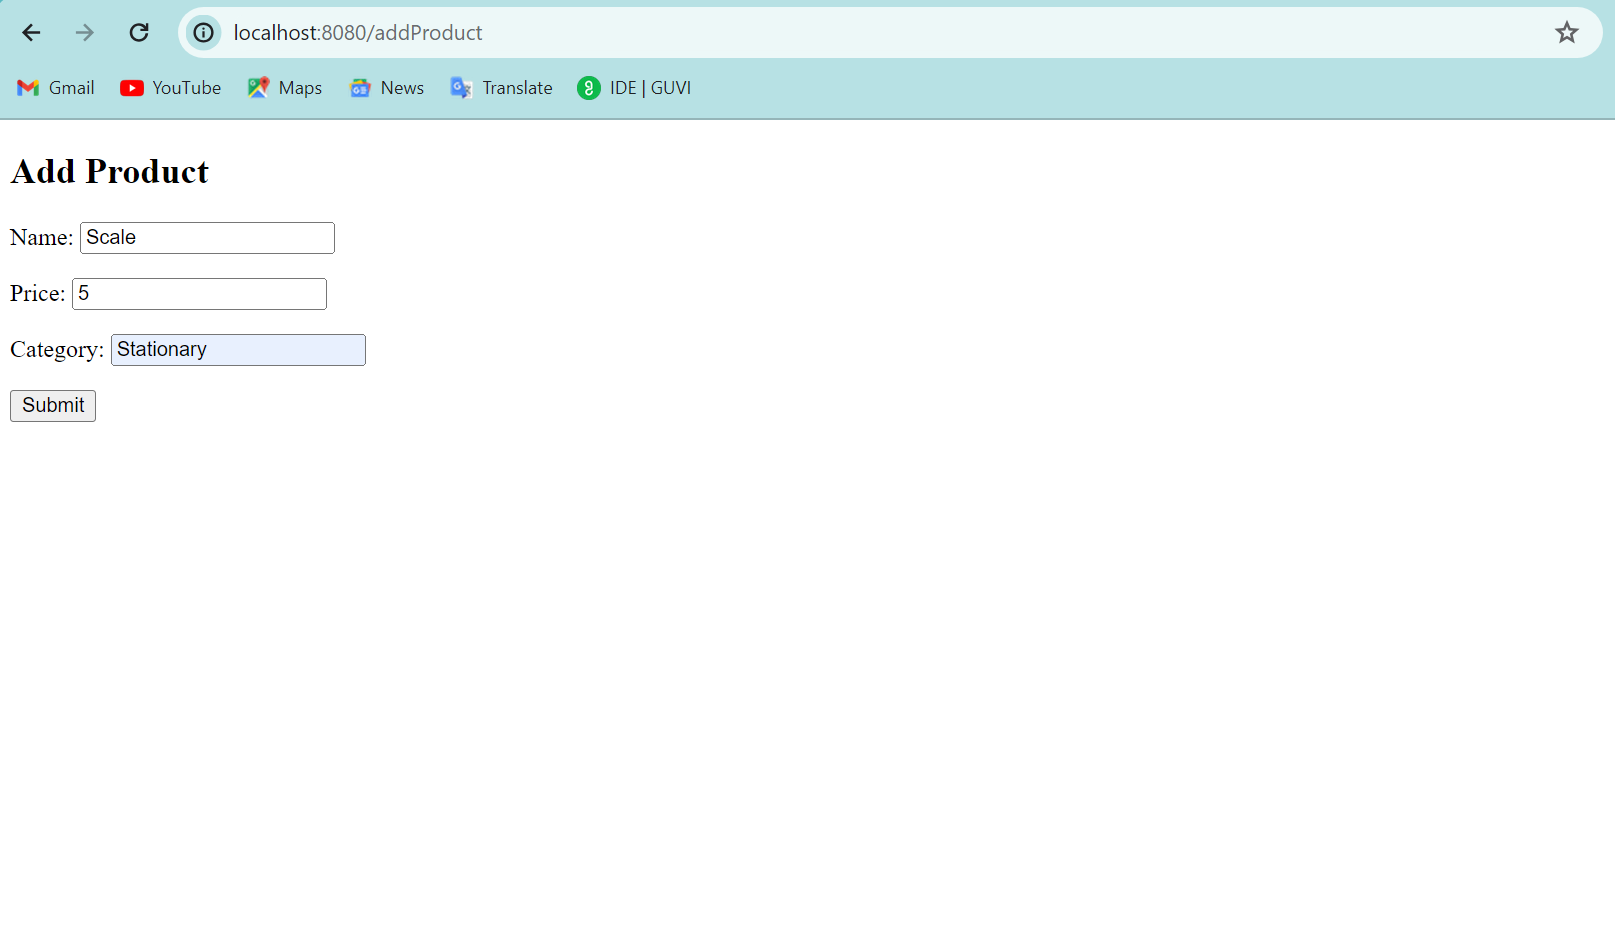 localhost:8080/addProduct
Gmail YouTube Maps News Translate IDE | GUVI
Add Product
Name: Scale
Price: 5
Category: Stationary
Submit